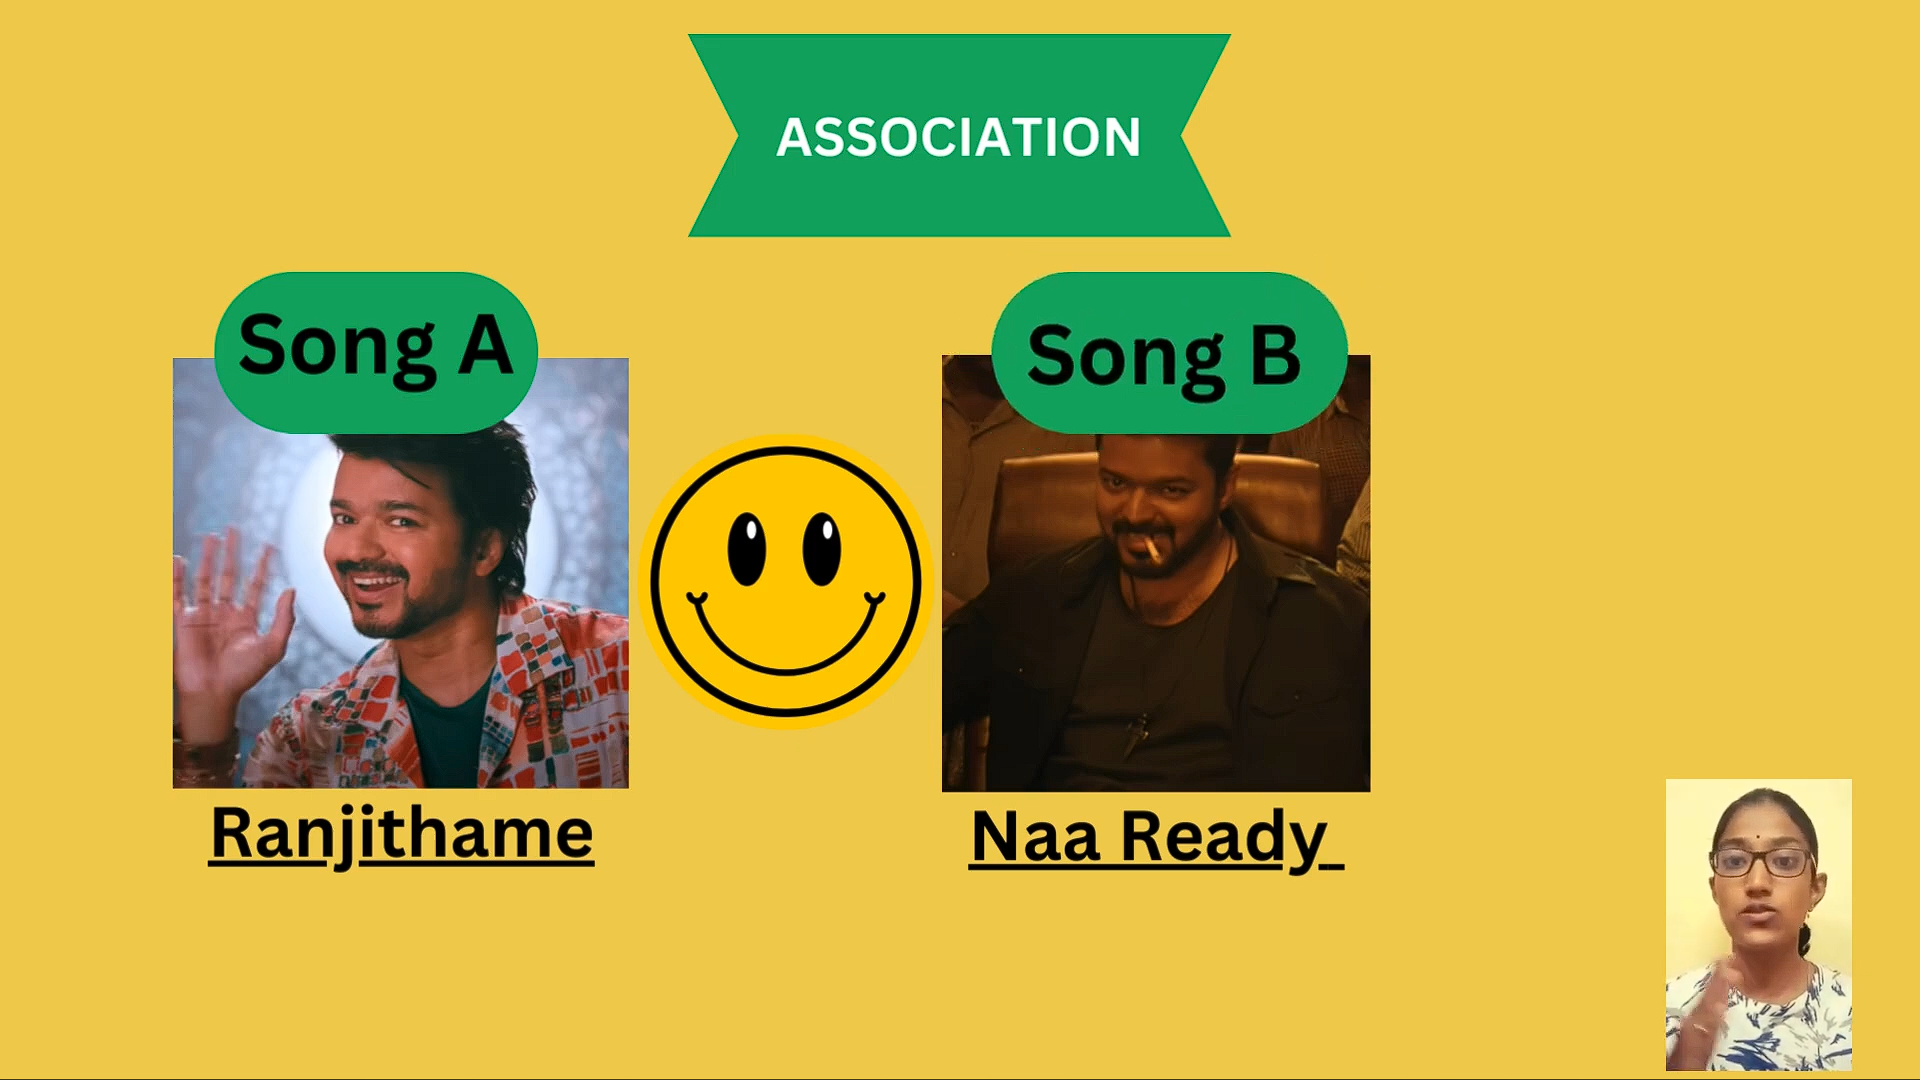 ASSOCIATION
Song A
Song B
Ranjithame
Naa Ready_